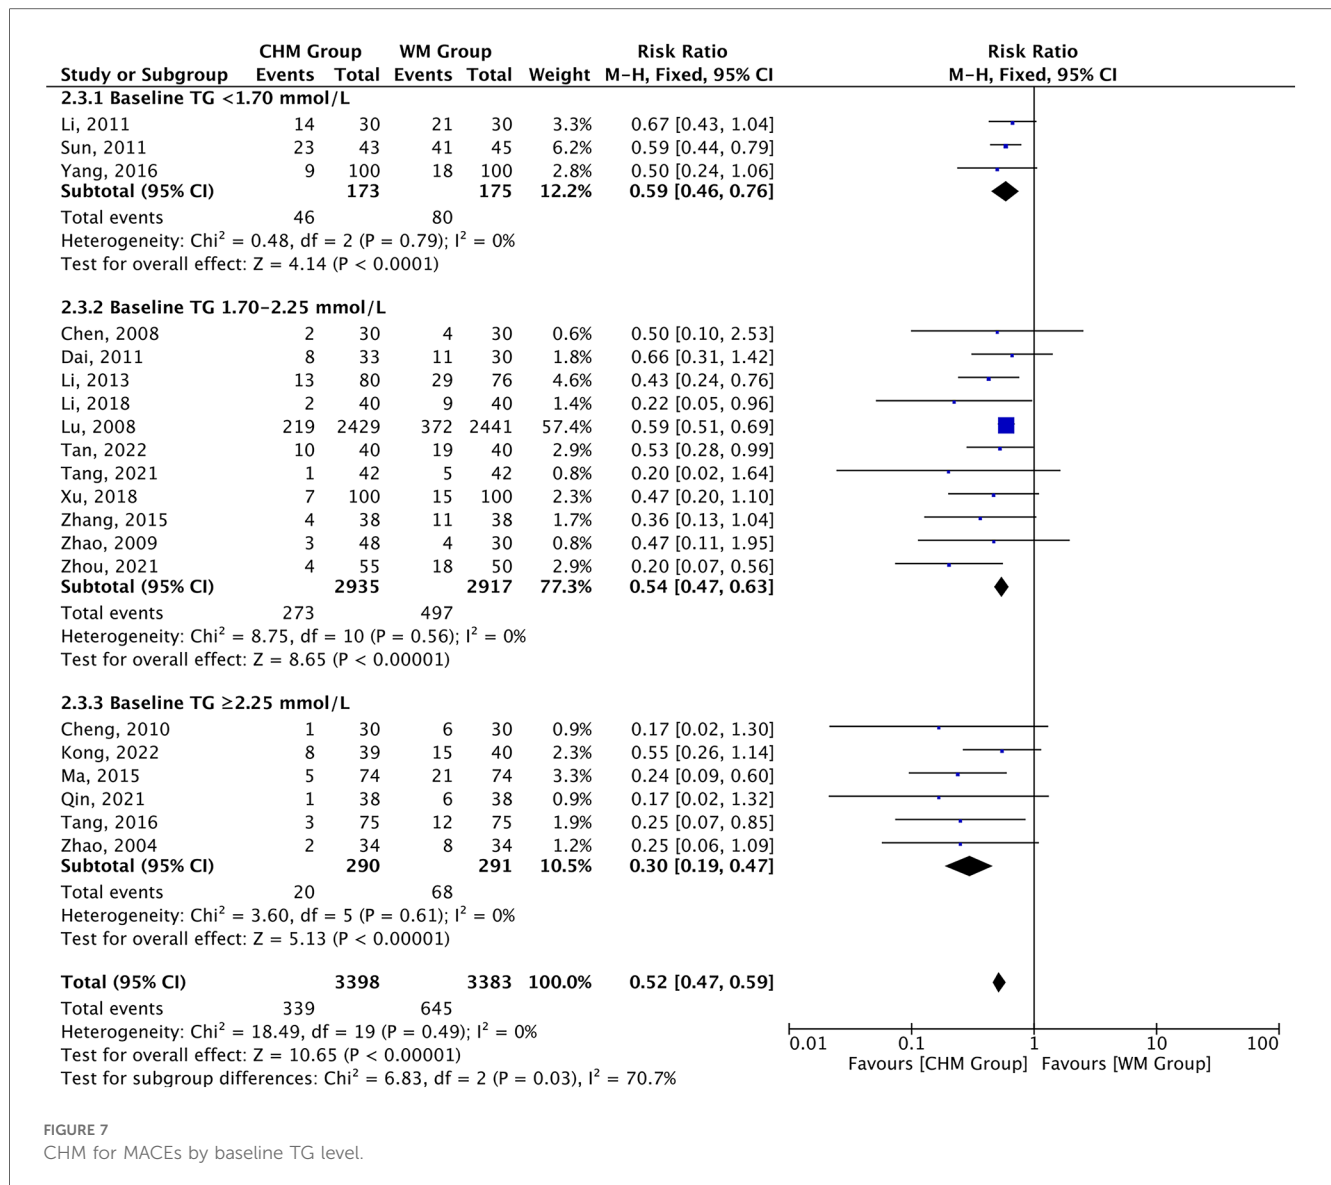 CHM Group WM Group Risk Ratio Risk Ratio
Study or Subgroup Events Total Events Total Weight M-H, Fixed, 95% CI M-H, Fixed, 95% CI
2.3.1 Baseline TG <1.70 mmol/L
Li, 2011 14 30 21 30 3.3% 0.67 [0.43, 1.04]
Sun, 2011 23 43 41 45 6.2% 0.59 [0.44, 0.79]
Yang, 2016 9 100 18 100 2.8% 0.50 [0.24, 1.06]
Subtotal (95% CI) 173 175 12.2% 0.59 [0.46, 0.76]
Total events 46 80
Heterogeneity: Chi² = 0.48, df = 2 (P = 0.79); I² = 0%
Test for overall effect: Z = 4.14 (P < 0.0001)
2.3.2 Baseline TG 1.70-2.25 mmol/L
Chen, 2008 2 30 4 30 0.6% 0.50 [0.10, 2.53]
Dai, 2011 8 33 11 30 1.8% 0.66 [0.31, 1.42]
Li, 2013 13 80 29 76 4.6% 0.43 [0.24, 0.76]
Li, 2018 2 40 9 40 1.4% 0.22 [0.05, 0.96]
Lu, 2008 219 2429 372 2441 57.4% 0.59 [0.51, 0.69]
Tan, 2022 10 40 19 40 2.9% 0.53 [0.28, 0.99]
Tang, 2021 1 42 5 42 0.8% 0.20 [0.02, 1.64]
Xu, 2018 7 100 15 100 2.3% 0.47 [0.20, 1.10]
Zhang, 2015 4 38 11 38 1.7% 0.36 [0.13, 1.04]
Zhao, 2009 3 48 4 30 0.8% 0.47 [0.11, 1.95]
Zhou, 2021 4 55 18 50 2.9% 0.20 [0.07, 0.56]
Subtotal (95% CI) 2935 2917 77.3% 0.54 [0.47, 0.63]
Total events 273 497
Heterogeneity: Chi² = 8.75, df = 10 (P = 0.56); I² = 0%
Test for overall effect: Z = 8.65 (P < 0.00001)
2.3.3 Baseline TG ≥2.25 mmol/L
Cheng, 2010 1 30 6 30 0.9% 0.17 [0.02, 1.30]
Kong, 2022 8 39 15 40 2.3% 0.55 [0.26, 1.14]
Ma, 2015 5 74 21 74 3.3% 0.24 [0.09, 0.60]
Qin, 2021 1 38 6 38 0.9% 0.17 [0.02, 1.32]
Tang, 2016 3 75 12 75 1.9% 0.25 [0.07, 0.85]
Zhao, 2004 2 34 8 34 1.2% 0.25 [0.06, 1.09]
Subtotal (95% CI) 290 291 10.5% 0.30 [0.19, 0.47]
Total events 20 68
Heterogeneity: Chi² = 3.60, df = 5 (P = 0.61); I² = 0%
Test for overall effect: Z = 5.13 (P < 0.00001)
Total (95% CI) 3398 3383 100.0% 0.52 [0.47, 0.59]
Total events 339 645
Heterogeneity: Chi² = 18.49, df = 19 (P = 0.49); I² = 0%
Test for overall effect: Z = 10.65 (P < 0.00001)
Test for subgroup differences: Chi² = 6.83, df = 2 (P = 0.03), I² = 70.7%
0.01 0.1 1 10 100
Favours [CHM Group] Favours [WM Group]
FIGURE 7
CHM for MACEs by baseline TG level.